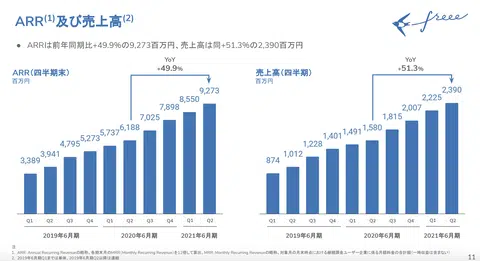 ARR(1)及び売上高(2)
freee
● ARRは前年同期比+49.9%の9,273百万円、売上高は同+51.3%の2,390百万円
ARR(四半期末)
百万円
YoY
+49.9%
3,389
3,941
4,795
5,273
5,737
6,188
7,025
7,898
8,550
9,273
Q1 Q2 Q3 Q4 Q1 Q2 Q3 Q4 Q1 Q2
2019年6月期 2020年6月期 2021年6月期
売上高(四半期)
百万円
YoY
+51.3%
874
1,012
1,228
1,401
1,491
1,580
1,815
2,007
2,225
2,390
Q1 Q2 Q3 Q4 Q1 Q2 Q3 Q4 Q1 Q2
2019年6月期 2020年6月期 2021年6月期
注
11